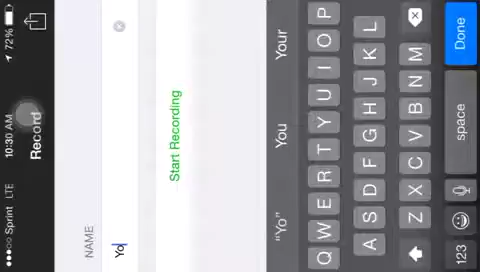 Sprint LTE 10:30 AM 72%
Record
NAME
Yo
Start Recording
"Yo" You Your
Q W E R T Y U I O P
A S D F G H J K L
Z X C V B N M
123 space Done